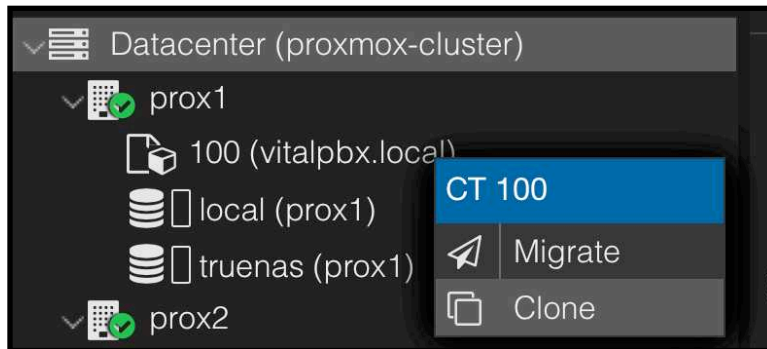 Datacenter (proxmox-cluster)
prox1
100 (vitalpbx.local)
local (prox1)
truenas (prox1)
prox2
CT 100
Migrate
Clone